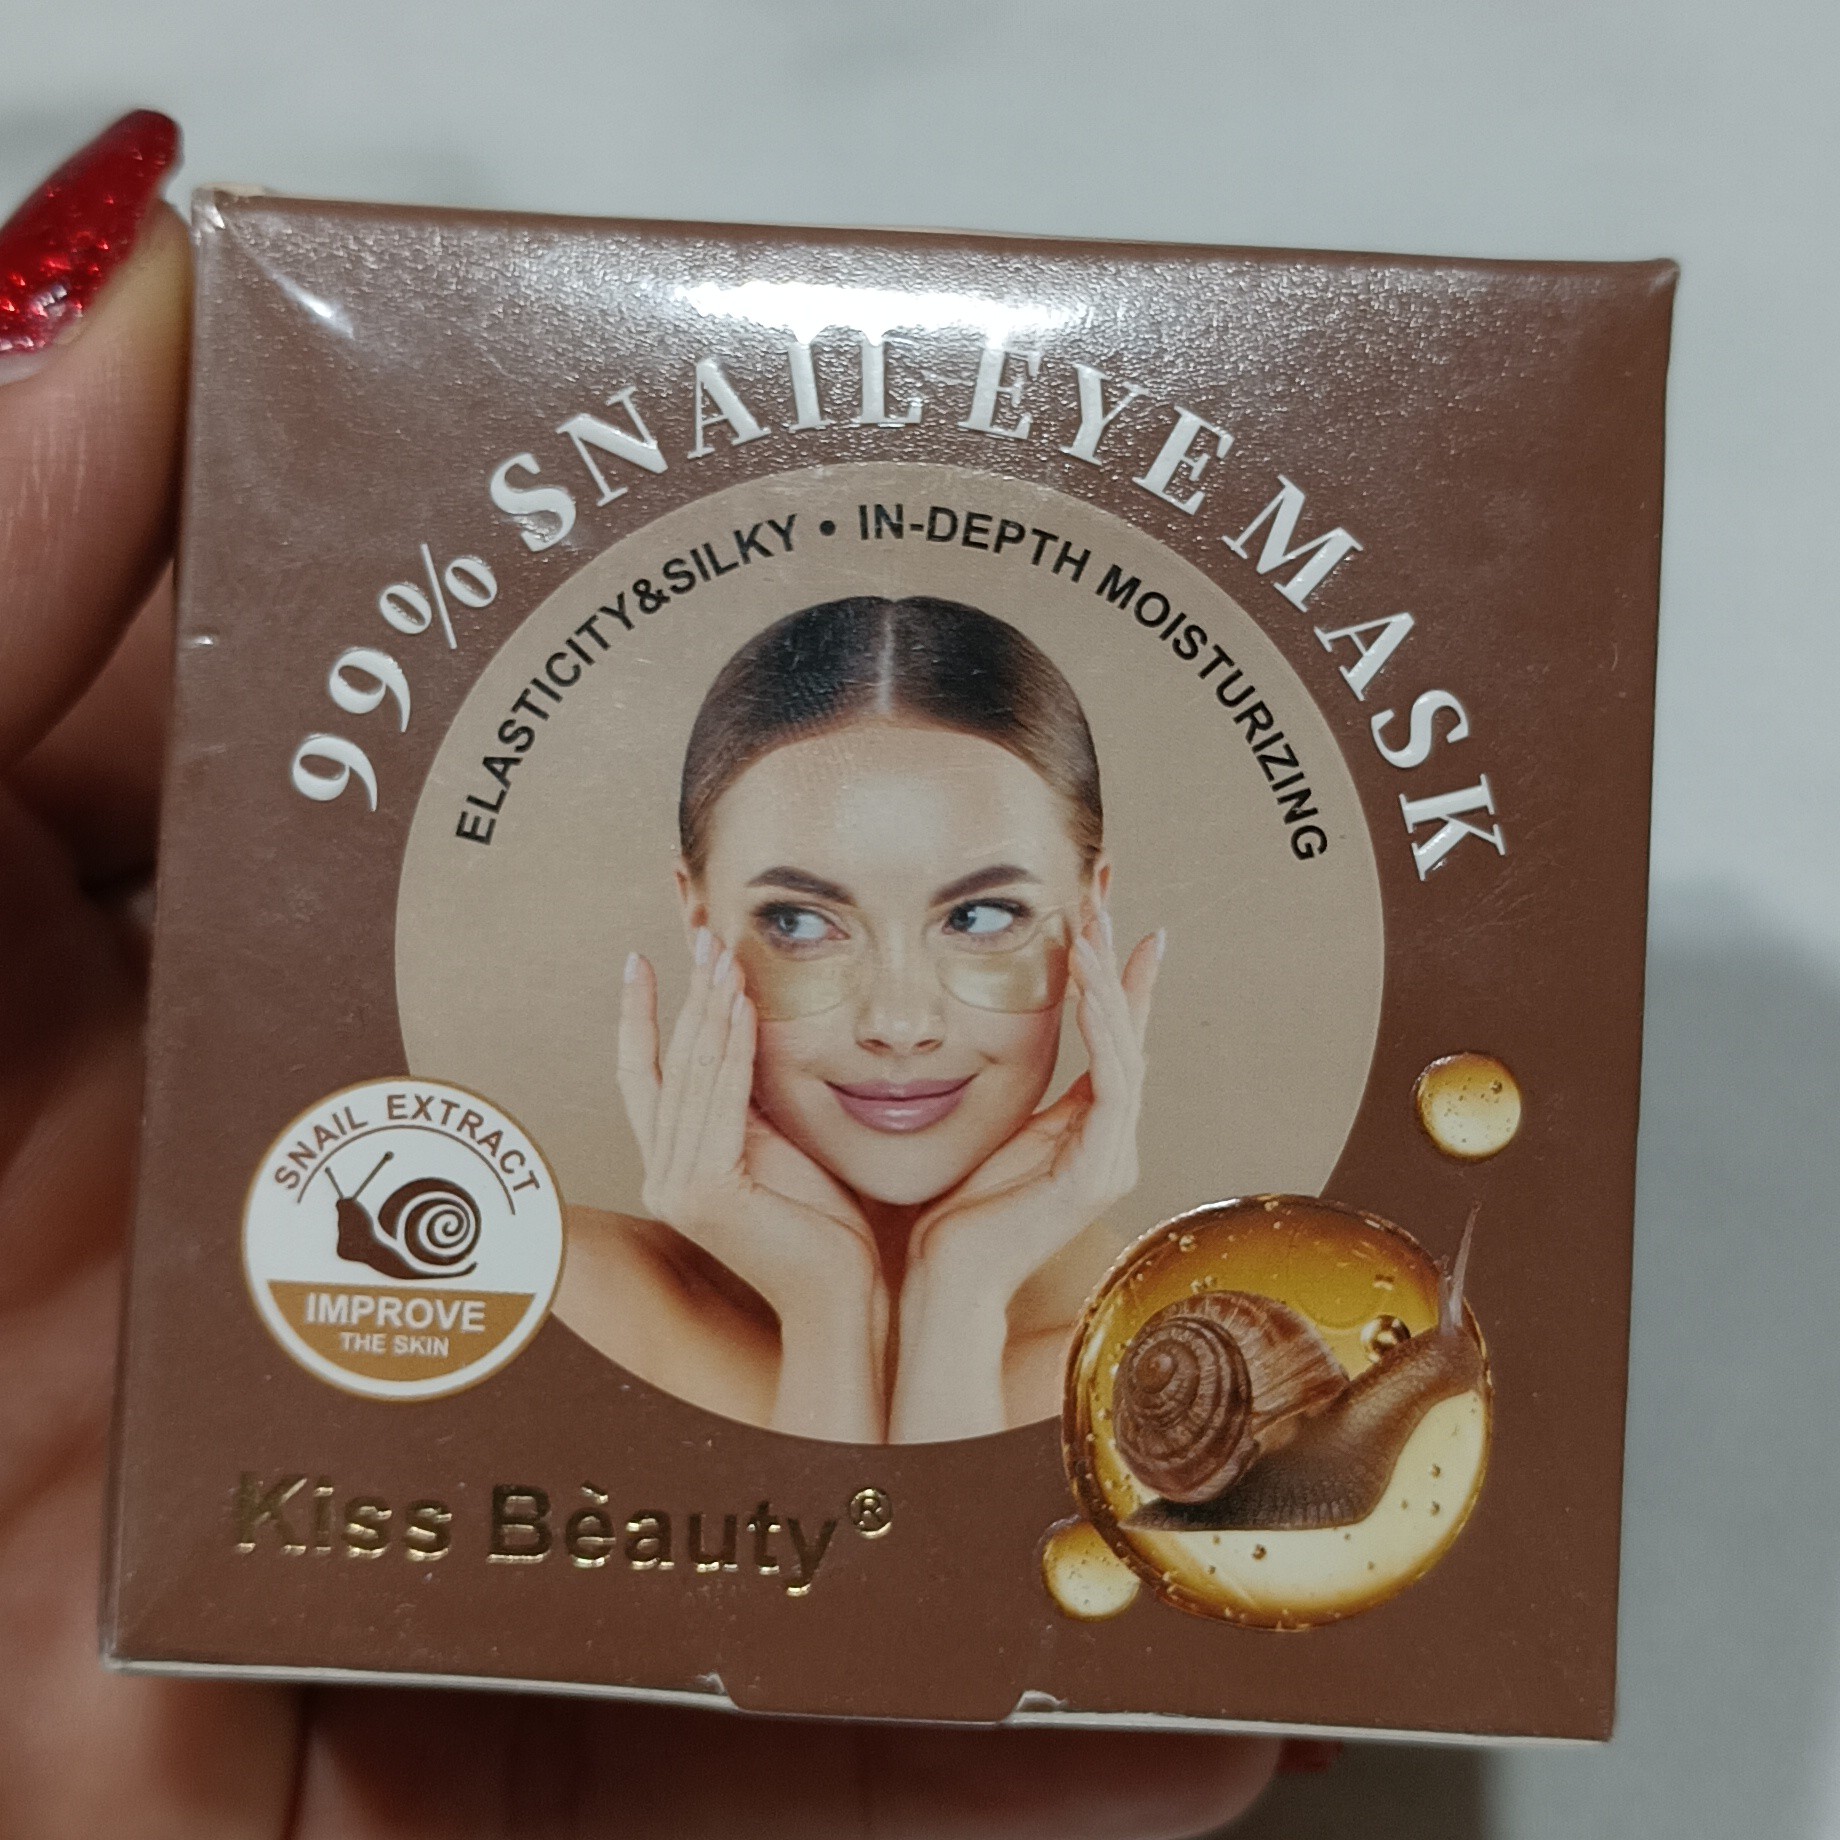 99% SNAIL EYE MASK
ELASTICITY&SILKY • IN-DEPTH MOISTURIZING
SNAIL EXTRACT
IMPROVE
THE SKIN
Kiss Bèauty®